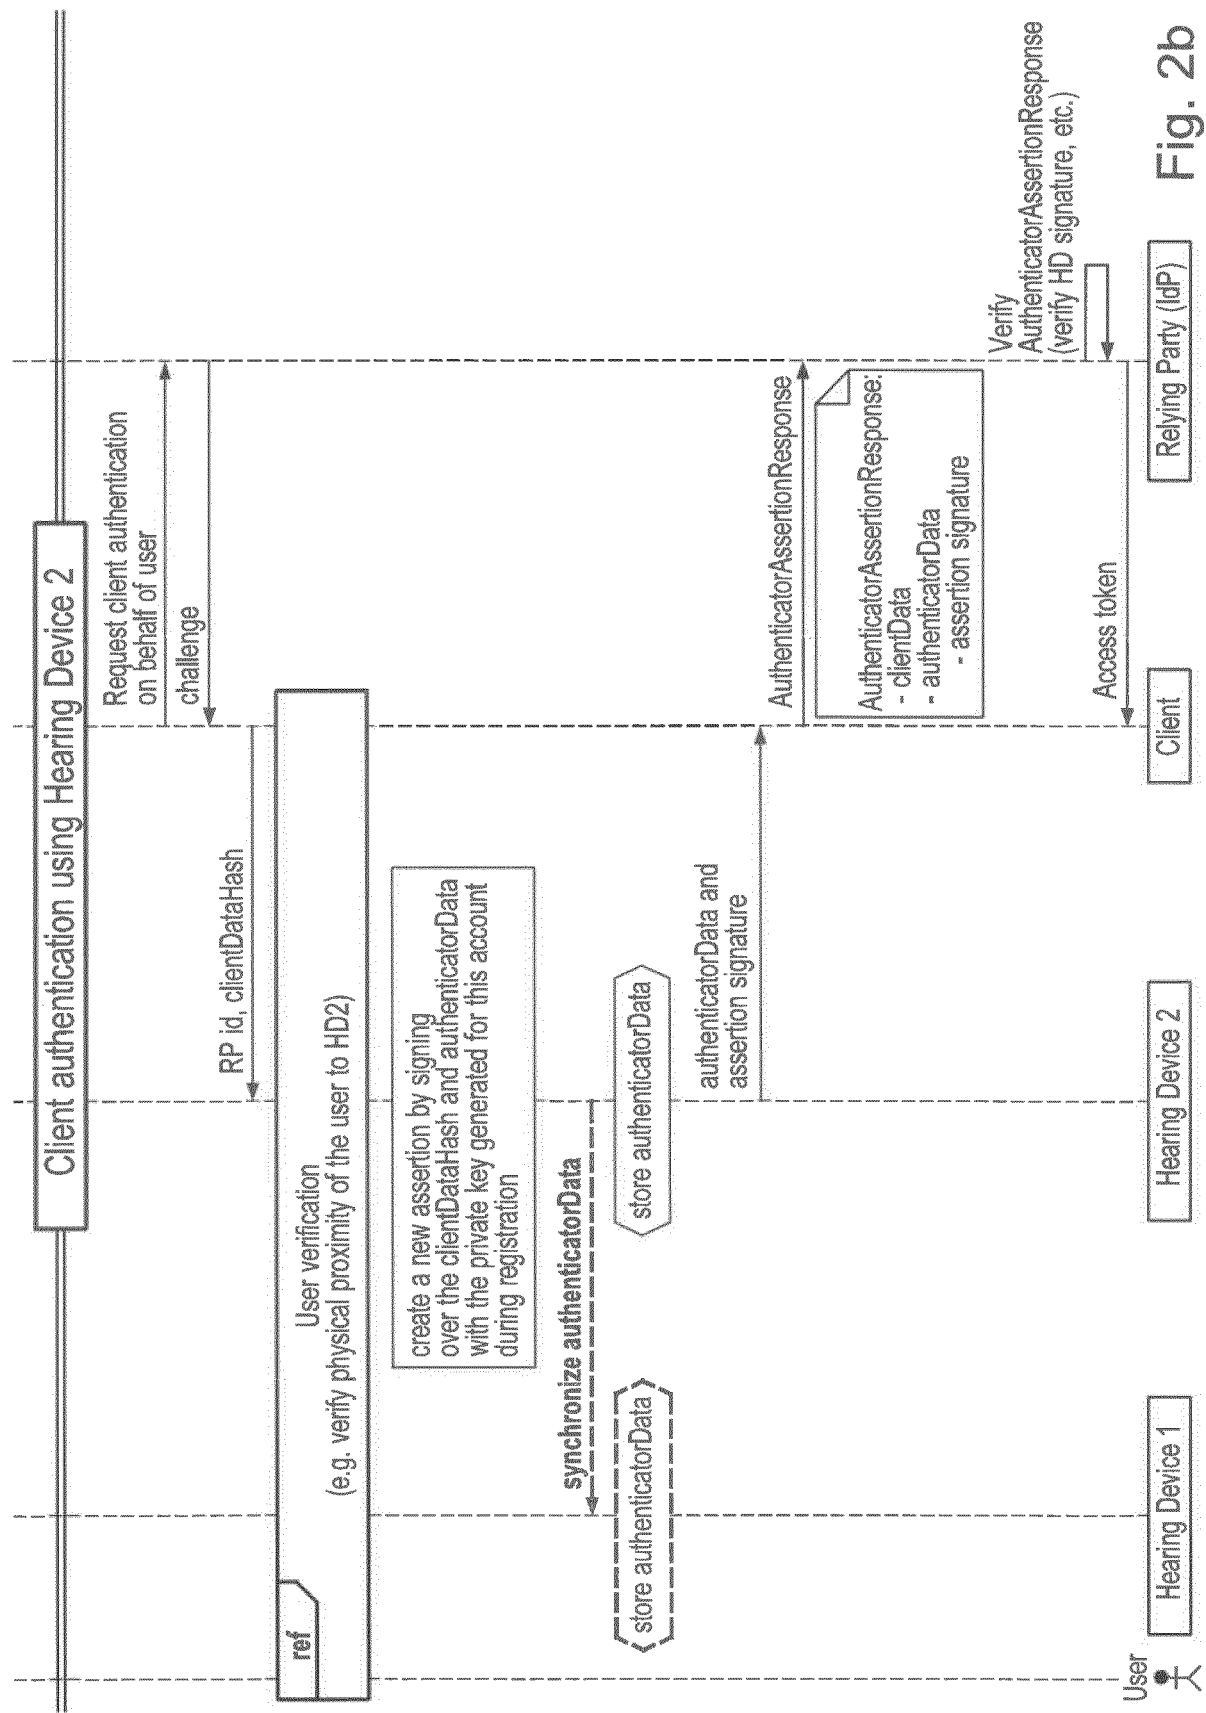 Client authentication using Hearing Device 2
Request client authentication
on behalf of user
challenge
RP id, clientDataHash
ref
User verification
(e.g. verify physical proximity of the user to HD2)
create a new assertion by signing
over the clientDataHash and authenticatorData
with the private key generated for this account
during registration
synchronize authenticatorData
store authenticatorData
store authenticatorData
authenticatorData and
assertion signature
AuthenticatorAssertionResponse
AuthenticatorAssertionResponse:
- clientData
- authenticatorData
- assertion signature
Verify
AuthenticatorAssertionResponse
(verify HD signature, etc.)
Access token
User
Hearing Device 1
Hearing Device 2
Client
Relying Party (IdP)
Fig. 2b